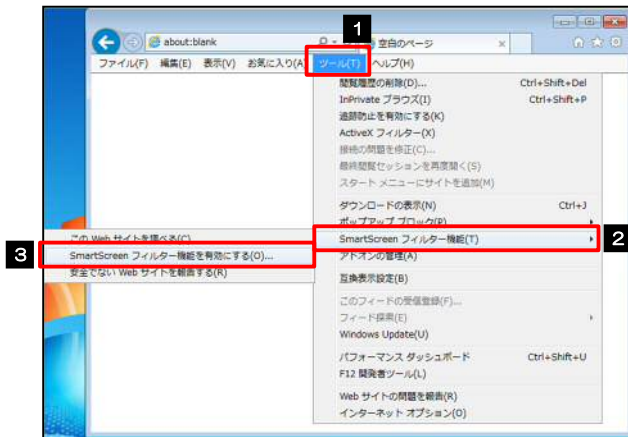 1
about:blank
空白のページ
ファイル(F) 編集(E) 表示(V) お気に入り(A) ツール(T) ヘルプ(H)
閲覧履歴の削除(D)... Ctrl+Shift+Del
InPrivate ブラウズ(I) Ctrl+Shift+P
追跡防止を有効にする(K)
ActiveX フィルター(X)
接続の問題を修正(C)...
最終閲覧セッションを再度開く(S)
スタート メニューにサイトを追加(M)
ダウンロードの表示(N) Ctrl+J
ポップアップ ブロック(P)
SmartScreen フィルター機能(T) 2
この Web サイトを調べる(C)
3 SmartScreen フィルター機能を有効にする(O)...
安全でない Web サイトを報告する(R)
アドオンの管理(A)
互換表示設定(B)
このフィードの受信登録(F)...
フィード探索(E)
Windows Update(U)
パフォーマンス ダッシュボード Ctrl+Shift+U
F12 開発者ツール(L)
Web サイトの問題を報告(R)
インターネット オプション(O)